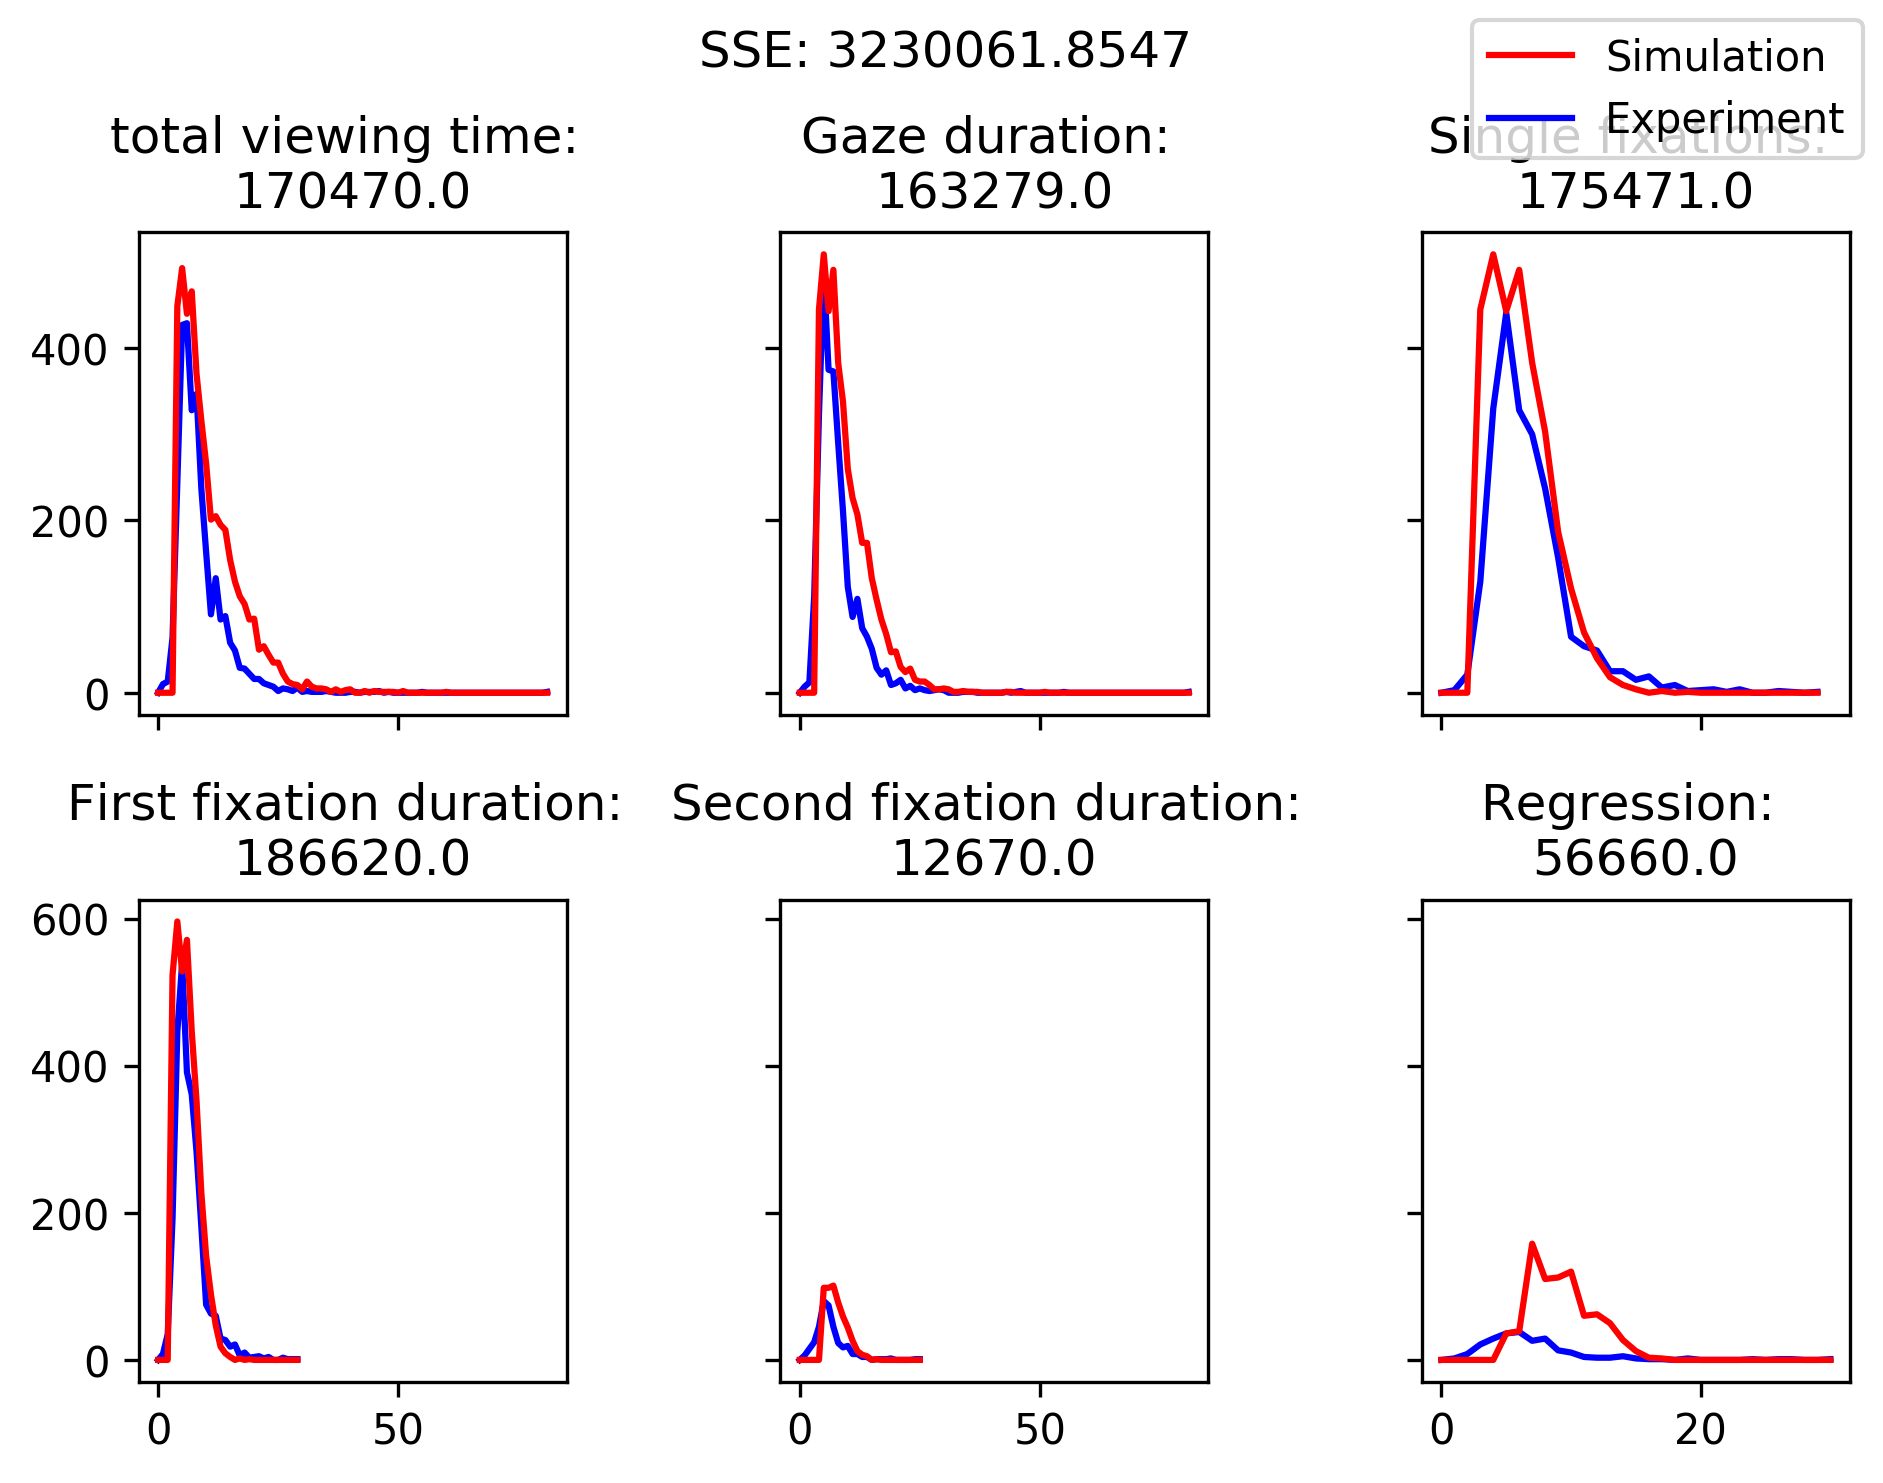 SSE: 3230061.8547
Simulation
Experiment
total viewing time:
170470.0
Gaze duration:
163279.0
Single fixations:
175471.0
400
200
0
First fixation duration:
186620.0
Second fixation duration:
12670.0
Regression:
56660.0
600
400
200
0
0
50
0
50
0
20